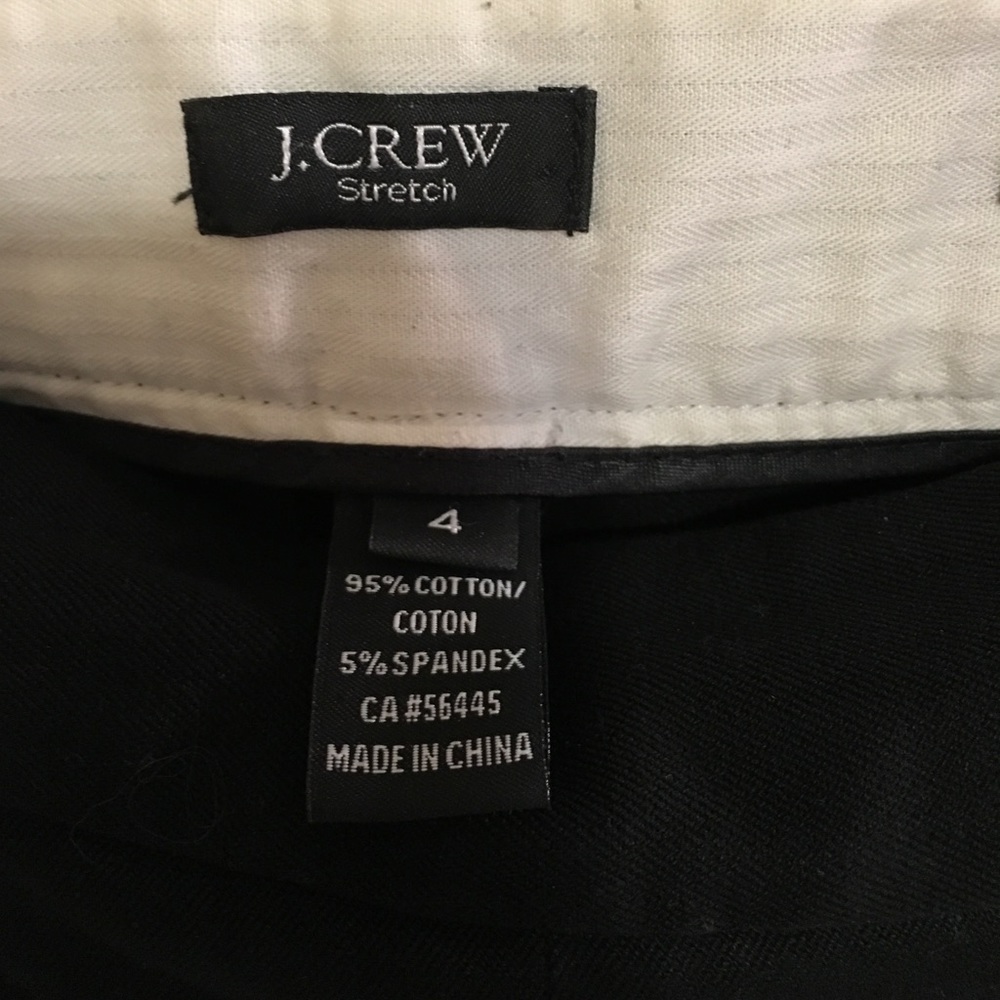 J.CREW
Stretch
4
95% COTTON/
COTON
5% SPANDEX
CA #56445
MADE IN CHINA